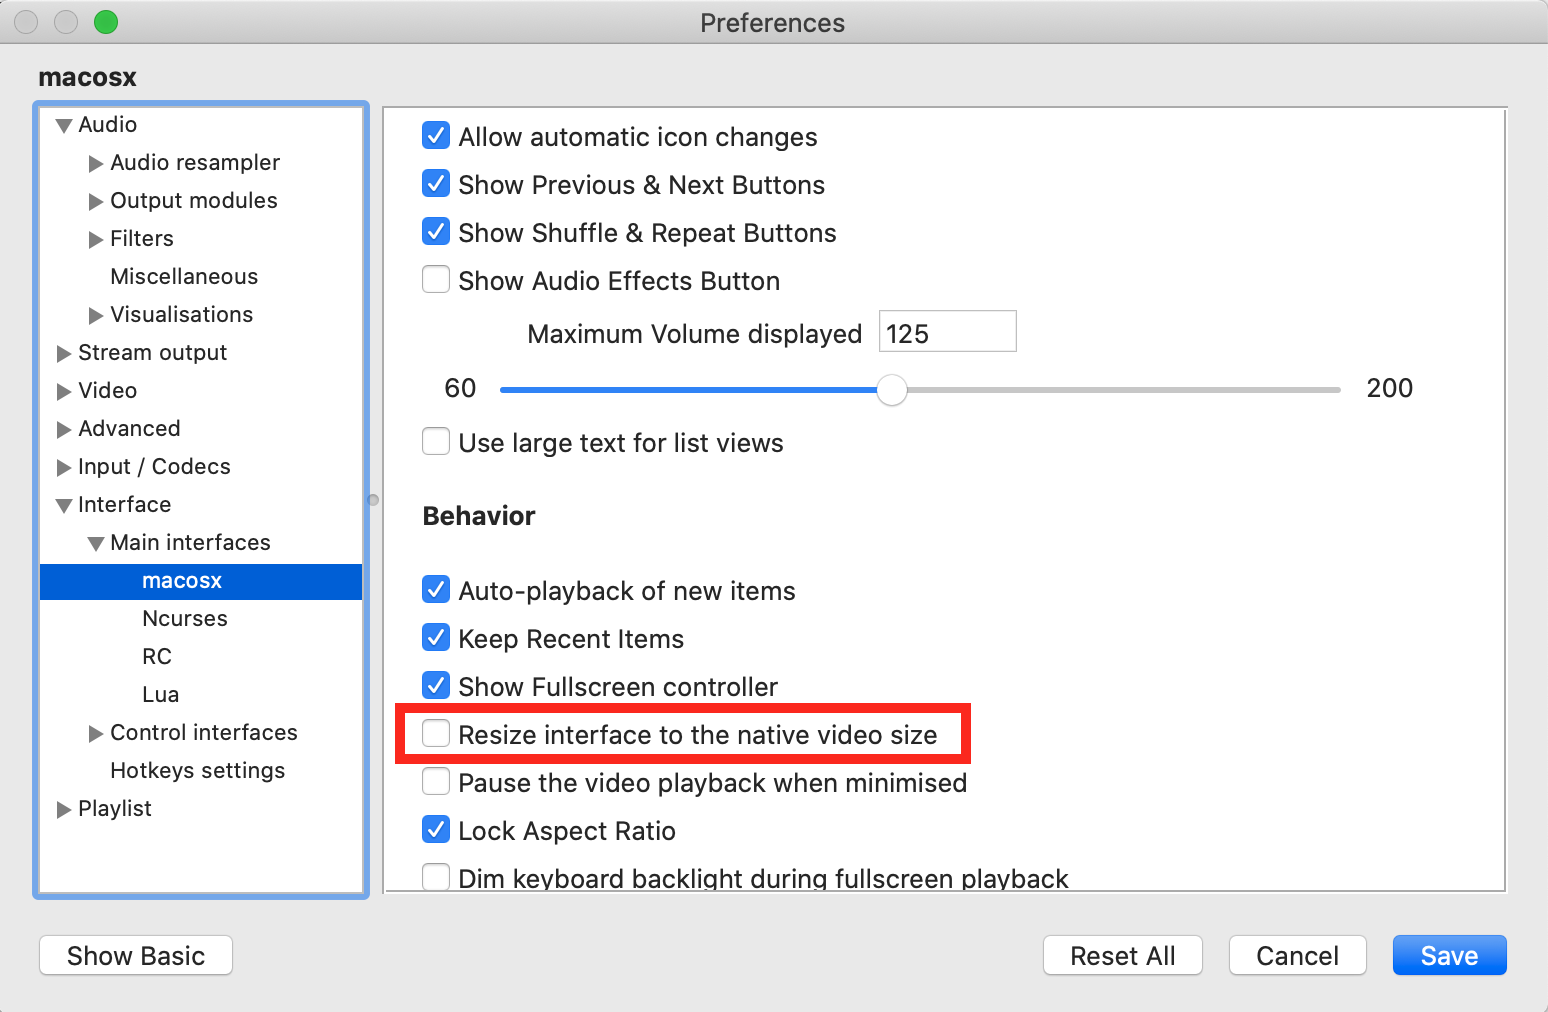 Preferences
macosx
Audio
Audio resampler
Output modules
Filters
Miscellaneous
Visualisations
Stream output
Video
Advanced
Input / Codecs
Interface
Main interfaces
macosx
Ncurses
RC
Lua
Control interfaces
Hotkeys settings
Playlist
Allow automatic icon changes
Show Previous & Next Buttons
Show Shuffle & Repeat Buttons
Show Audio Effects Button
Maximum Volume displayed 125
60 200
Use large text for list views
Behavior
Auto-playback of new items
Keep Recent Items
Show Fullscreen controller
Resize interface to the native video size
Pause the video playback when minimised
Lock Aspect Ratio
Dim keyboard backlight during fullscreen playback
Show Basic
Reset All
Cancel
Save